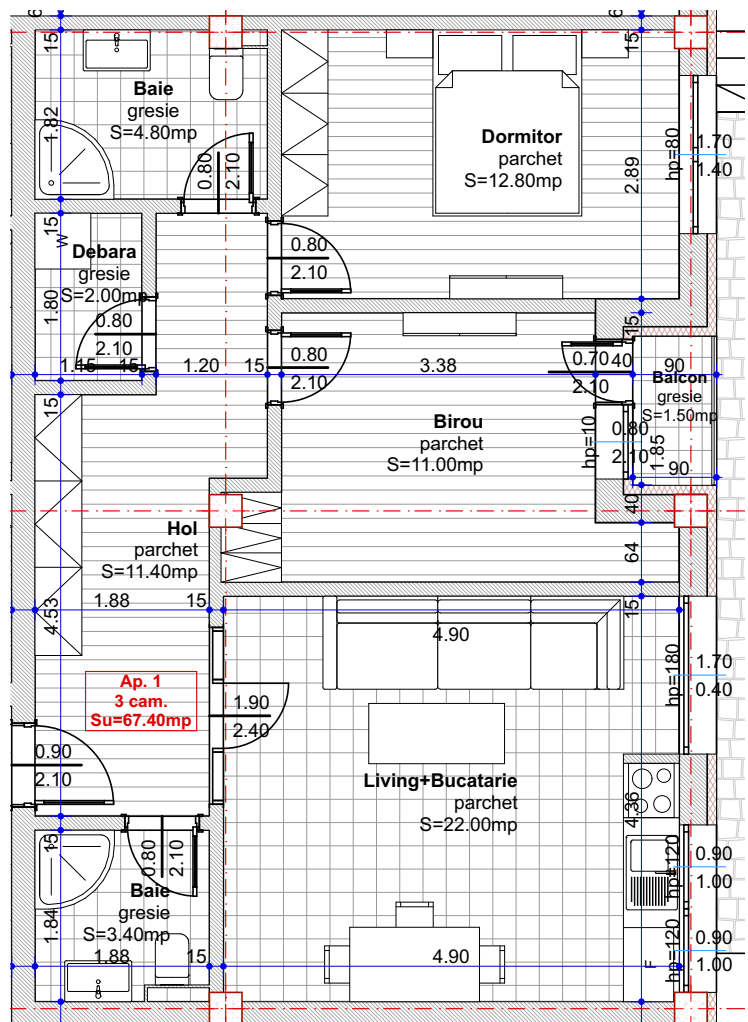 6
6
15
15
Baie
gresie
S=4.80mp
1.82
0.80
2.10
Dormitor
parchet
S=12.80mp
2.89
hp=80
1.70
1.40
15
W
Debara
gresie
S=2.00mp
1.80
0.80
2.10
0.80
2.10
1.15
15
1.20
15
0.80
2.10
3.38
15
0.70
2.10
40
90
Balcon
gresie
S=1.50mp
Birou
parchet
S=11.00mp
hp=10
0.80
2.10
1.85
90
40
64
15
Hol
parchet
S=11.40mp
4.53
1.88
15
15
4.90
Ap. 1
3 cam.
Su=67.40mp
1.90
2.40
hp=180
1.70
0.40
0.90
2.10
Living+Bucatarie
parchet
S=22.00mp
4.36
15
0.80
2.10
hp=120
0.90
1.00
Baie
gresie
S=3.40mp
1.84
1.88
15
4.90
F
hp=120
0.90
1.00